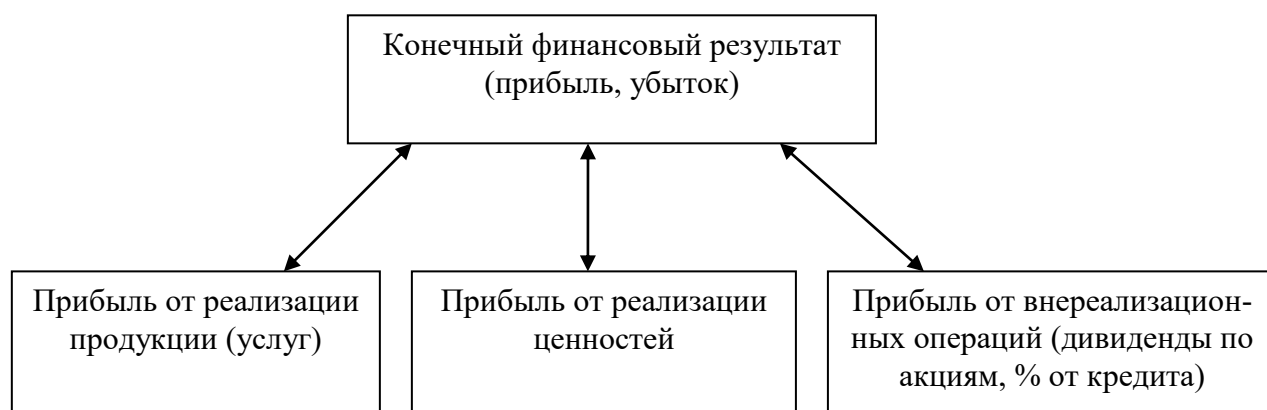 Конечный финансовый результат
(прибыль, убыток)
Прибыль от реализации
продукции (услуг)
Прибыль от реализации
ценностей
Прибыль от внереализацион-
ных операций (дивиденды по
акциям, % от кредита)